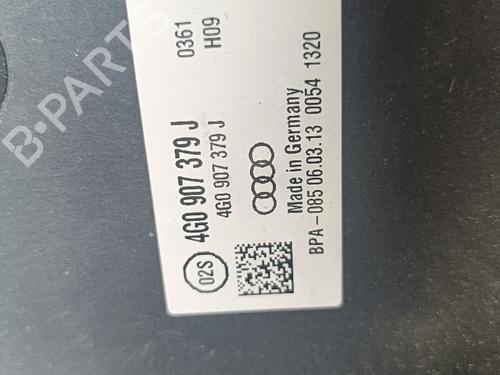 02S
4G0 907 379 J
0361
4G0 907 379 J
H09
Made in Germany
BPA - 085 06.03.13 0054 1320
B-PARTS